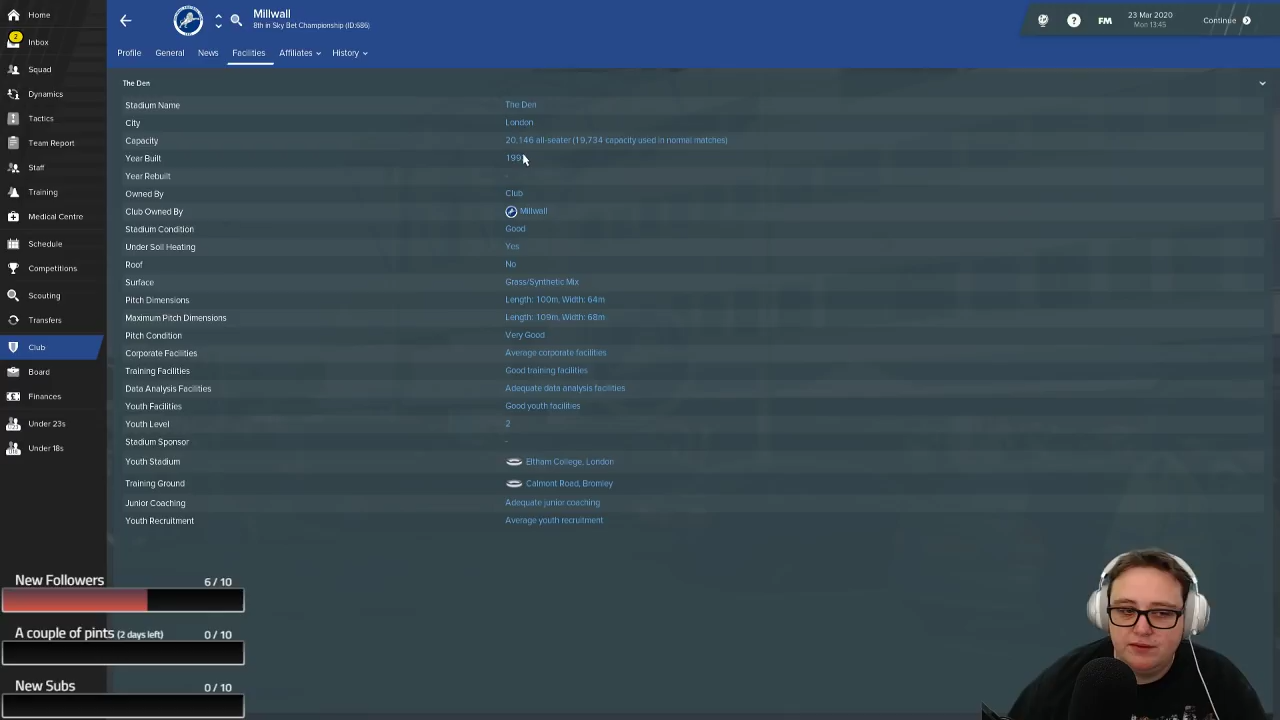 Millwall
8th in Sky Bet Championship (ID:686)
FM
23 Mar 2020
Mon 13:45
Continue
Profile
General
News
Facilities
Affiliates
History
Home
2
Inbox
Squad
Dynamics
Tactics
Team Report
Staff
Training
Medical Centre
Schedule
Competitions
Scouting
Transfers
Club
Board
Finances
Under 23s
Under 18s
The Den
Stadium Name The Den
City London
Capacity 20,146 all-seater (19,734 capacity used in normal matches)
Year Built
Year Rebuilt -
Owned By Club
Club Owned By Millwall
Stadium Condition Good
Under Soil Heating Yes
Roof No
Surface Grass/Synthetic Mix
Pitch Dimensions Length: 100m, Width: 64m
Maximum Pitch Dimensions Length: 109m, Width: 68m
Pitch Condition Very Good
Corporate Facilities Average corporate facilities
Training Facilities Good training facilities
Data Analysis Facilities Adequate data analysis facilities
Youth Facilities Good youth facilities
Youth Level 2
Stadium Sponsor -
Youth Stadium Eltham College, London
Training Ground Calmont Road, Bromley
Junior Coaching Adequate junior coaching
Youth Recruitment Average youth recruitment
New Followers 6 / 10
A couple of pints (2 days left) 0 / 10
New Subs 0 / 10